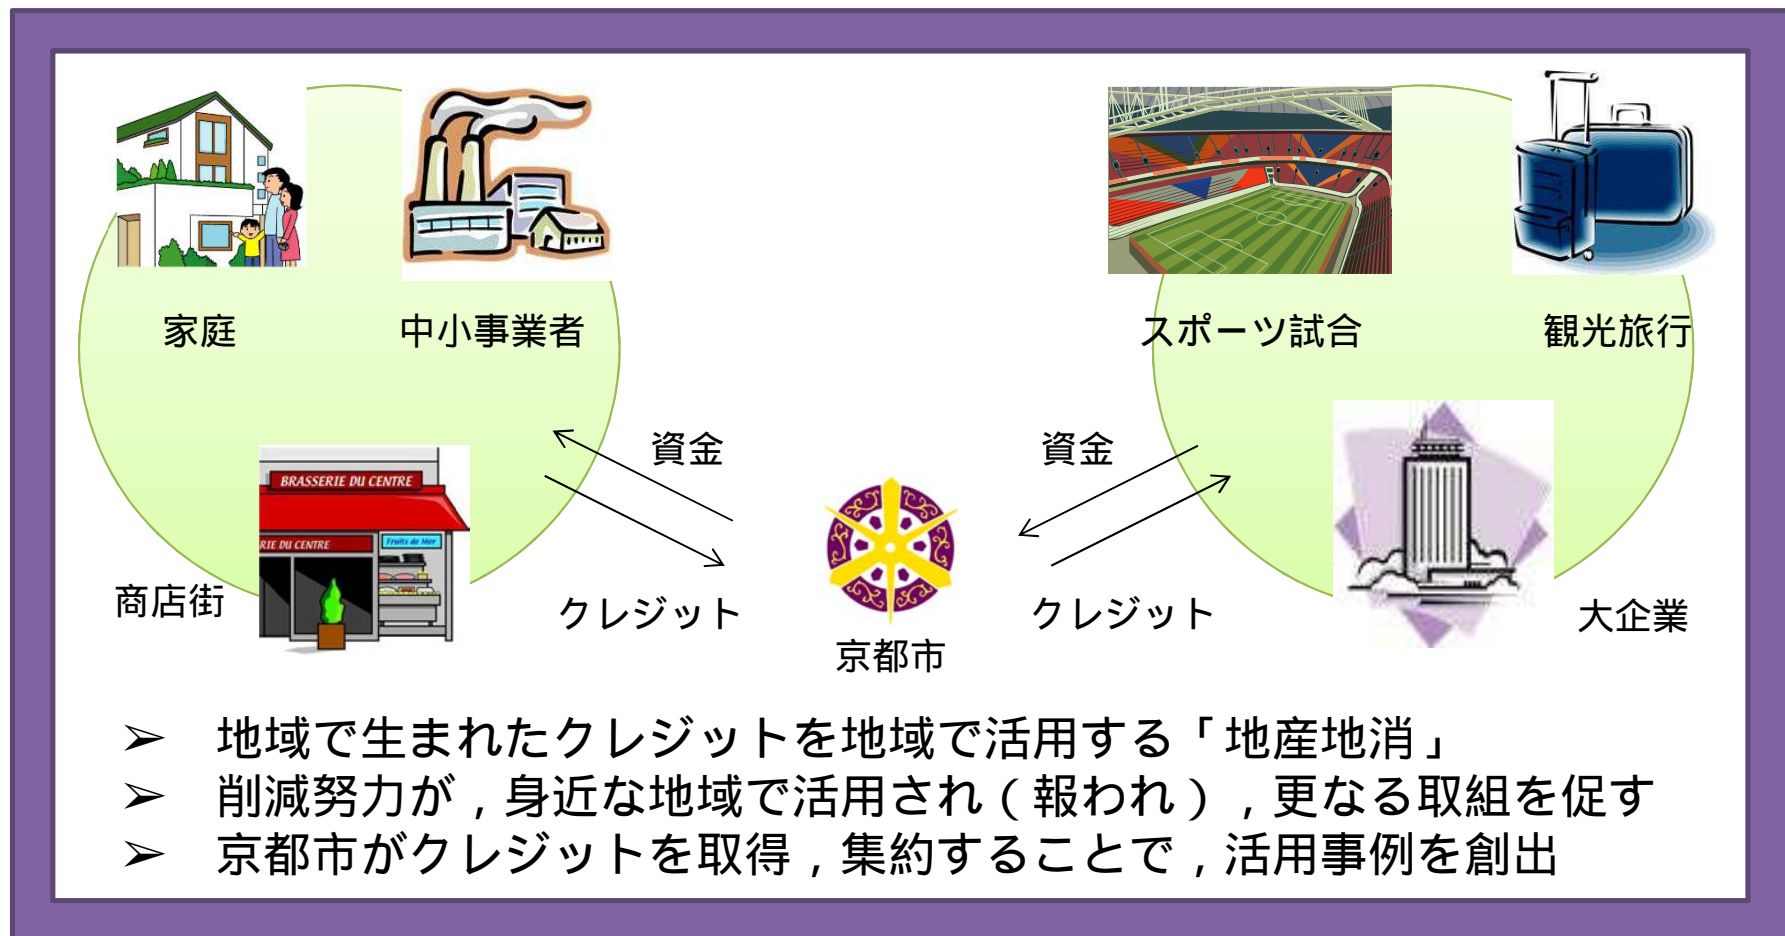 家庭
中小事業者
スポーツ試合
観光旅行
資金
資金
BRASSERIE DU CENTRE
RIE DU CENTRE
Fruits de Mer
商店街
クレジット
京都市
クレジット
大企業
➢ 地域で生まれたクレジットを地域で活用する「地産地消」
➢ 削減努力が，身近な地域で活用され（報われ），更なる取組を促す
➢ 京都市がクレジットを取得，集約することで，活用事例を創出